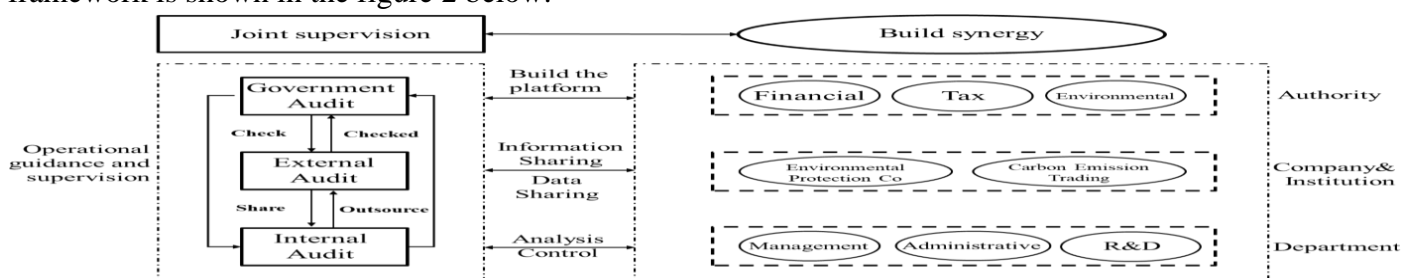 framework is shown in the figure 2 below.
Joint supervision
Build synergy
Government
Audit
Check
Checked
External
Audit
Share
Outsource
Internal
Audit
Operational
guidance and
supervision
Build the
platform
Information
Sharing
Data
Sharing
Analysis
Control
Financial
Tax
Environmental
Authority
Environmental
Protection Co
Carbon Emission
Trading
Company&
Institution
Management
Administrative
R&D
Department